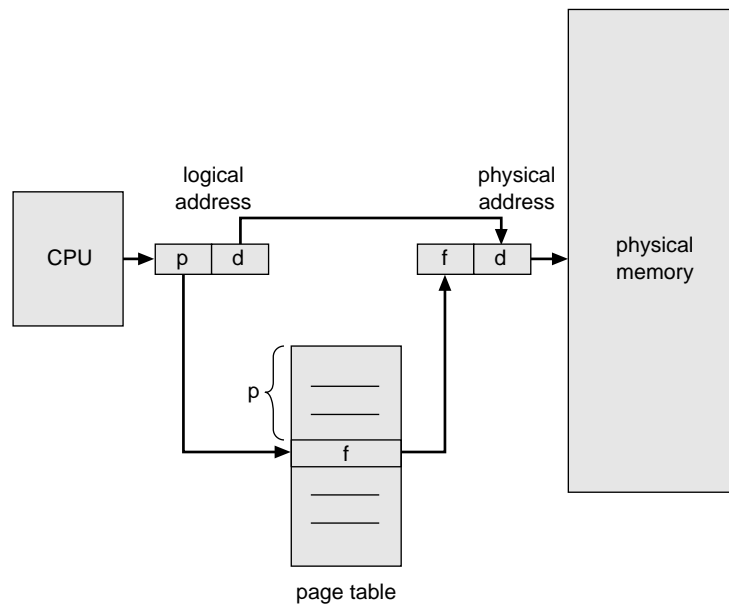 logical
address
physical
address
CPU
p
d
f
d
physical
memory
p
f
page table